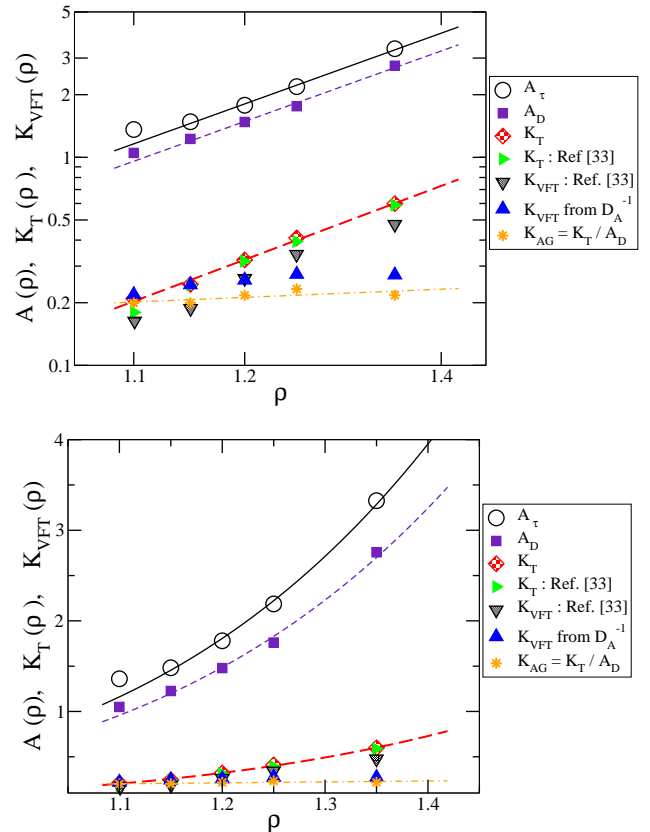 5
3
2
1
0.5
0.2
0.1
1.1
1.2
1.4
ρ
A (ρ), K_T (ρ), K_VFT (ρ)
A_τ
A_D
K_T
K_T : Ref [33]
K_VFT : Ref. [33]
K_VFT from D_A^-1
K_AG = K_T / A_D
4
3
2
1
1.1
1.2
1.3
1.4
ρ
A (ρ), K_T (ρ), K_VFT (ρ)
A_τ
A_D
K_T
K_T : Ref. [33]
K_VFT : Ref. [33]
K_VFT from D_A^-1
K_AG = K_T / A_D